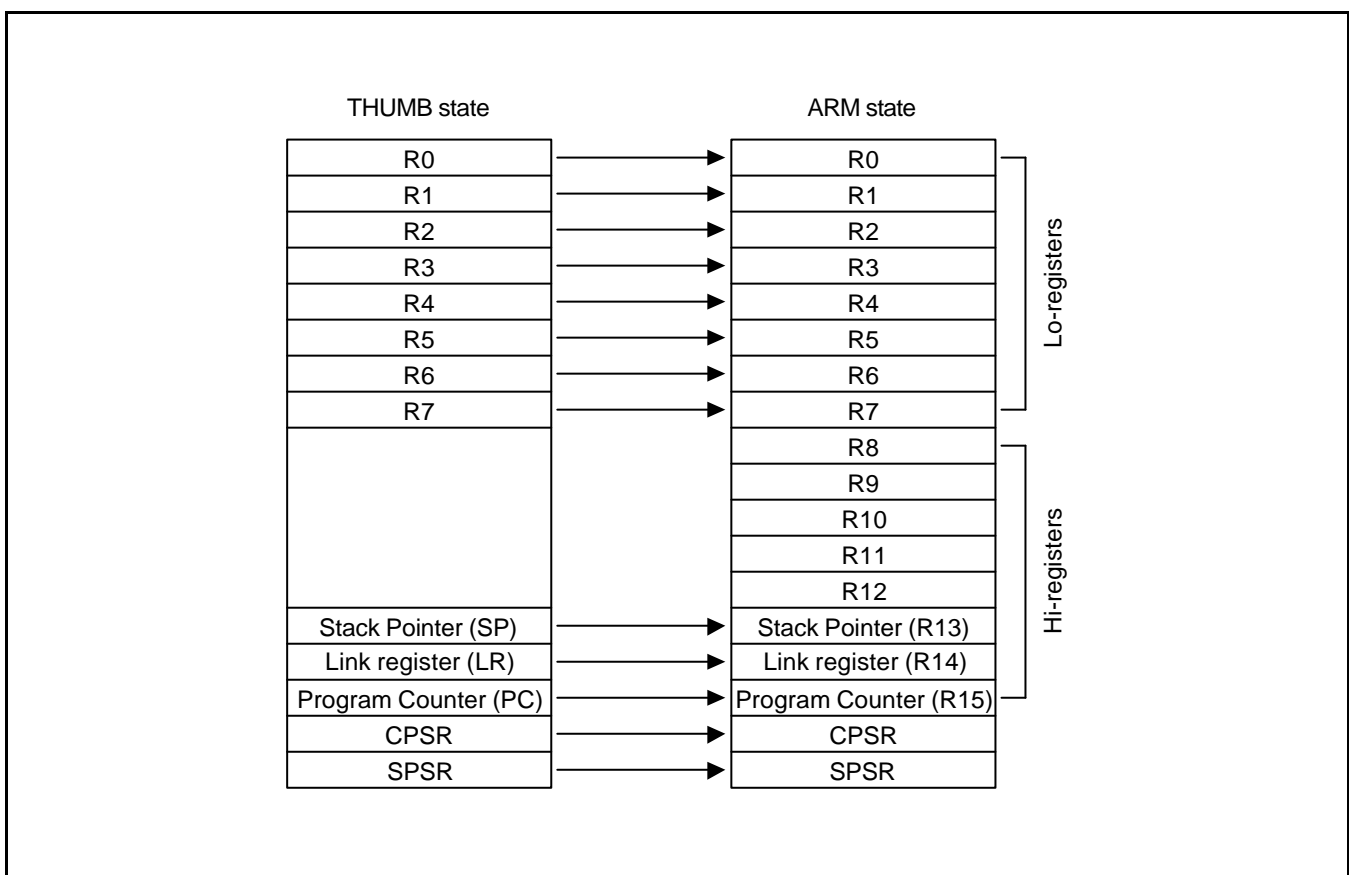 THUMB state
R0
R1
R2
R3
R4
R5
R6
R7
Stack Pointer (SP)
Link register (LR)
Program Counter (PC)
CPSR
SPSR
ARM state
R0
R1
R2
R3
R4
R5
R6
R7
R8
R9
R10
R11
R12
Stack Pointer (R13)
Link register (R14)
Program Counter (R15)
CPSR
SPSR
Lo-registers
Hi-registers